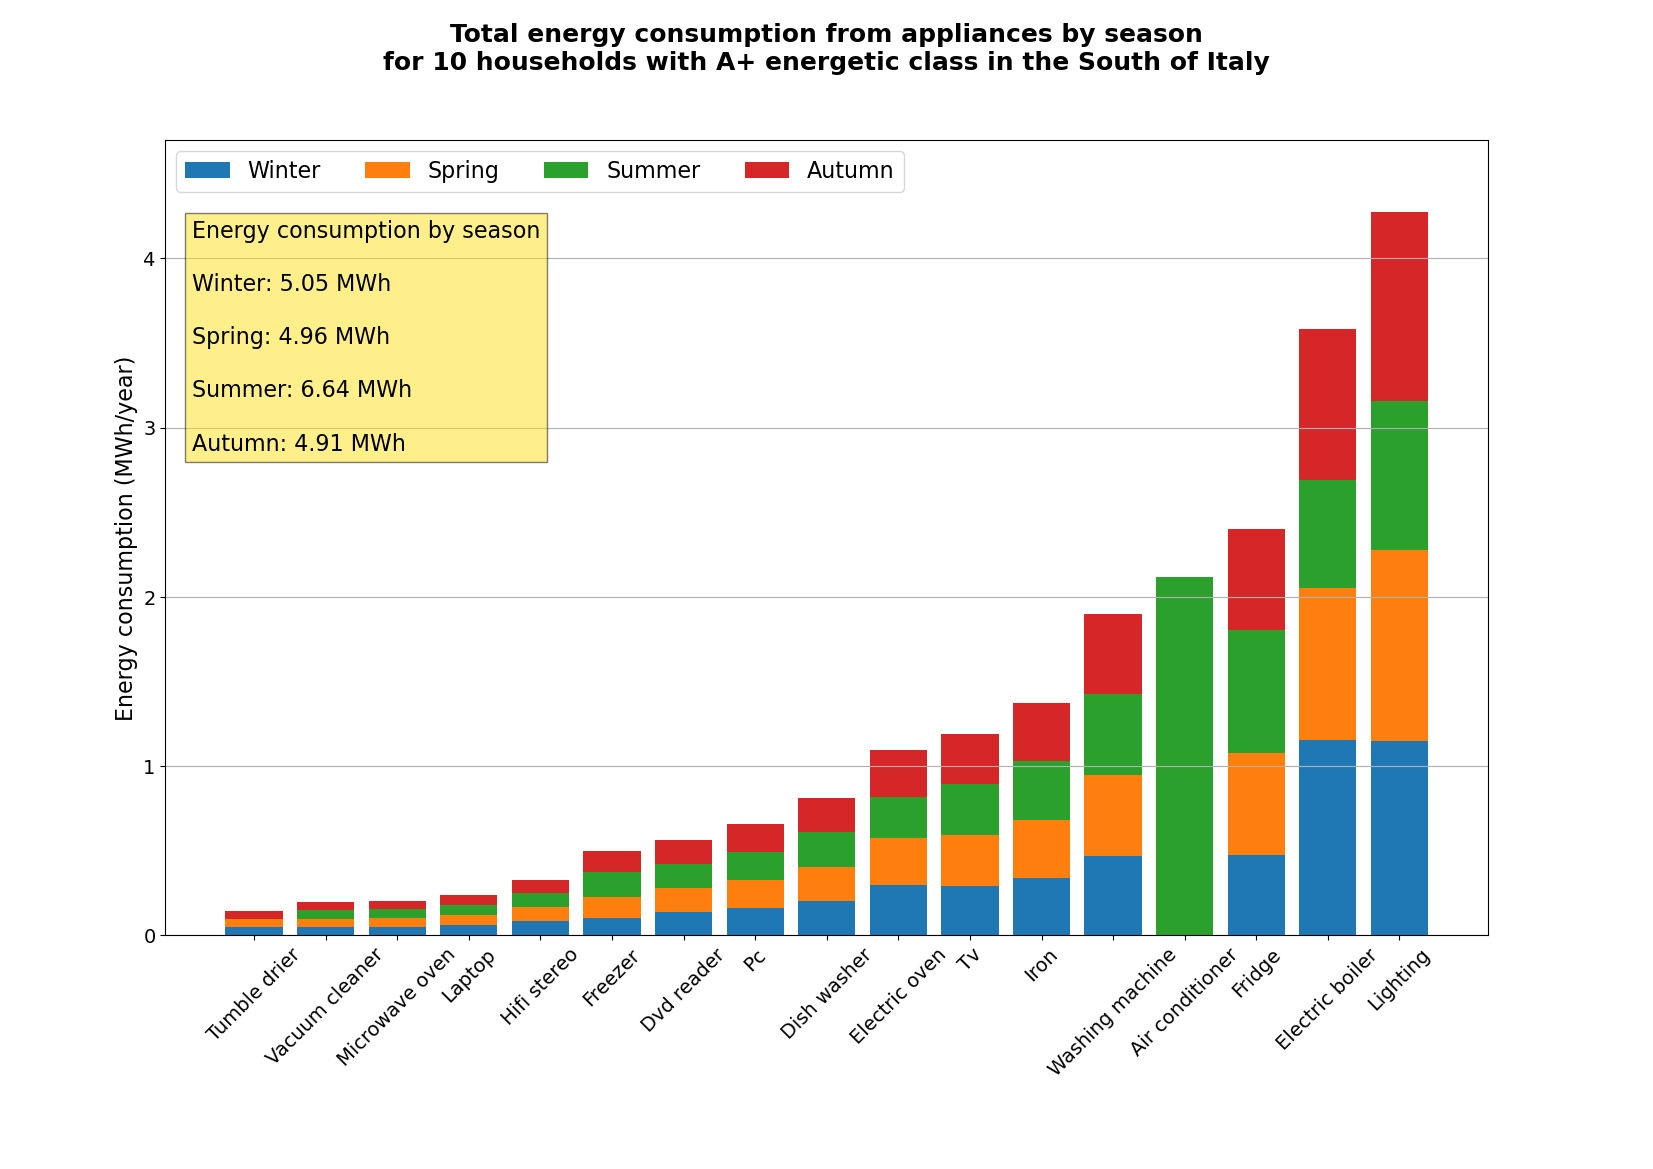 Total energy consumption from appliances by season
for 10 households with A+ energetic class in the South of Italy
Winter
Spring
Summer
Autumn
Energy consumption by season
Winter: 5.05 MWh
Spring: 4.96 MWh
Summer: 6.64 MWh
Autumn: 4.91 MWh
Energy consumption (MWh/year)
4
3
2
1
0
Tumble drier
Vacuum cleaner
Microwave oven
Laptop
Hifi stereo
Freezer
Dvd reader
Pc
Dish washer
Electric oven
Tv
Iron
Washing machine
Air conditioner
Fridge
Electric boiler
Lighting